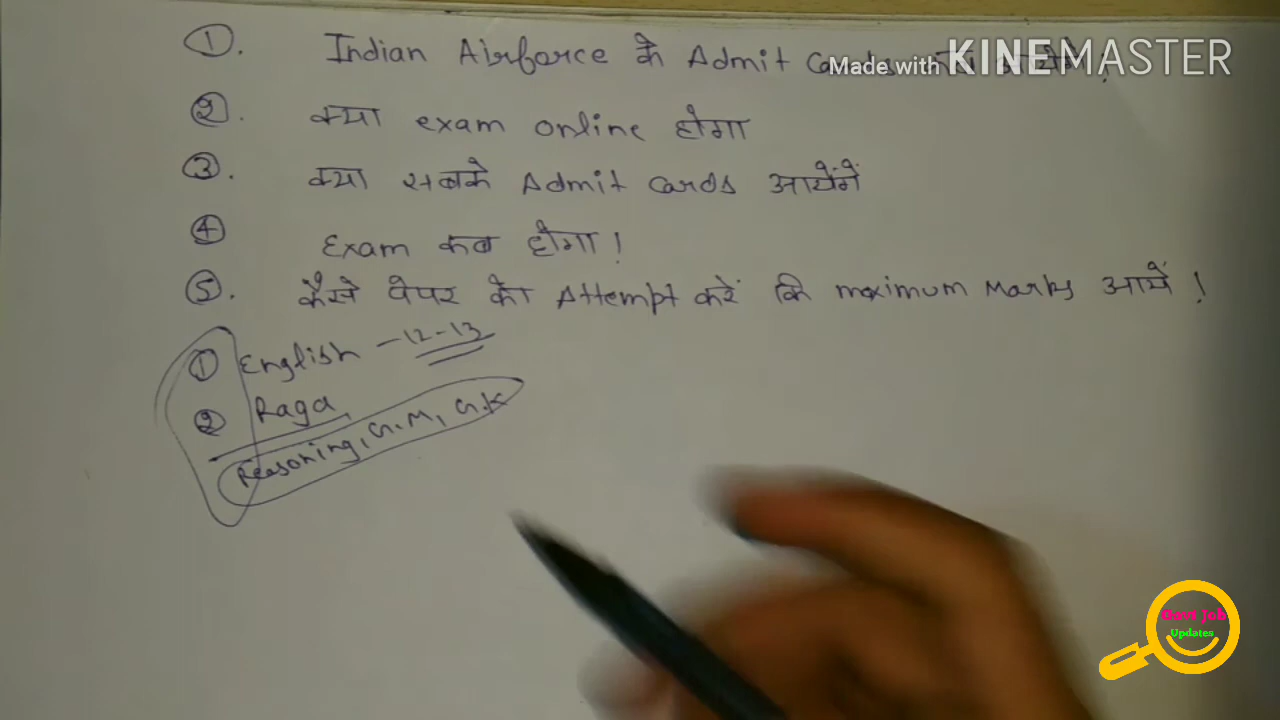 ①. Indian Airforce के Admit Cards
Made with KINEMASTER
②. क्या exam online होगा
③. क्या सबके Admit cards आयेंगें
④ Exam कब होगा!
⑤. कैसे पेपर को Attempt करें कि maximum Marks आयें!
① English - 12-13
② Raga
Reasoning, G.M, G.K
Govt Job
Updates